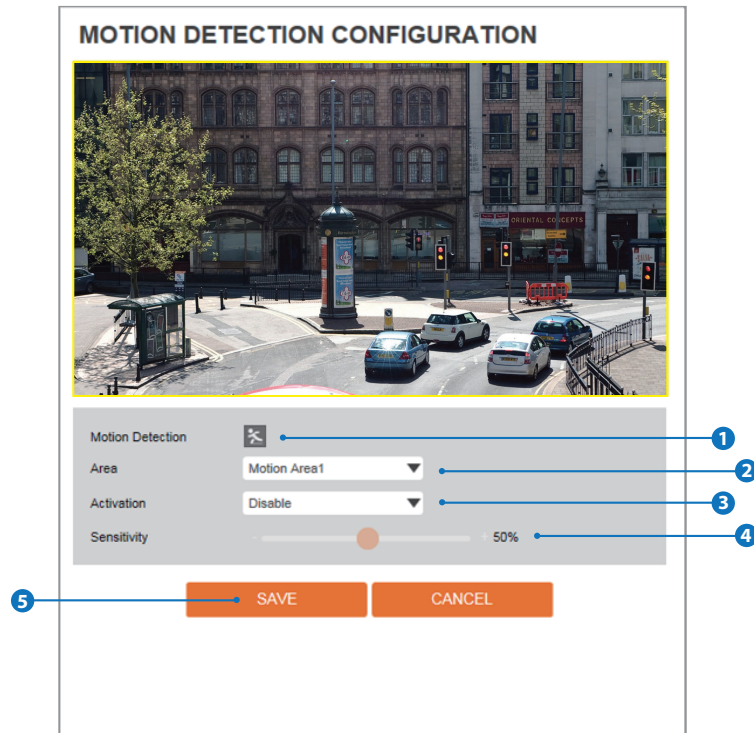 MOTION DETECTION CONFIGURATION
ORIENTAL CONCEPTS
Motion Detection
1
Area
Motion Area1
2
Activation
Disable
3
Sensitivity
-
+ 50%
4
5
SAVE
CANCEL